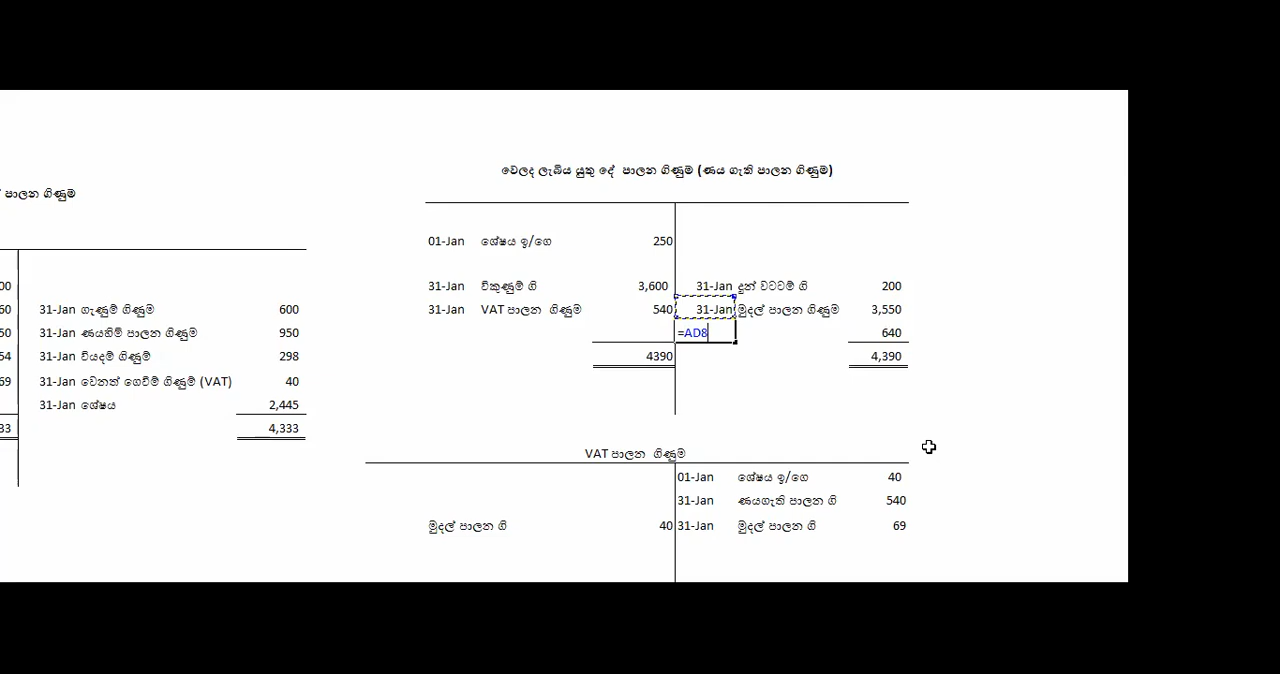 වෙලද ලැබිය යුතු දේ පාලන ගිණුම (ණය ගැති පාලන ගිණුම)
පාලන ගිණුම
01-Jan ශේෂය ඉ/ගෙ 250
00 31-Jan විකුණුම් ගි 3,600 31-Jan දුන් වට්ටම් ගි 200
60 31-Jan ගැණුම් ගිණුම 600 31-Jan VAT පාලන ගිණුම 540 31-Jan මුදල් පාලන ගිණුම 3,550
50 31-Jan ණයහිමි පාලන ගිණුම 950 =AD8 640
54 31-Jan වියදම් ගිණුම් 298 4390 4,390
69 31-Jan වෙනත් ගෙවීම් ගිණුම් (VAT) 40
31-Jan ශේෂය 2,445
33 4,333
VAT පාලන ගිණුම
01-Jan ශේෂය ඉ/ගෙ 40
31-Jan ණයගැති පාලන ගි 540
මුදල් පාලන ගි 40 31-Jan මුදල් පාලන ගි 69